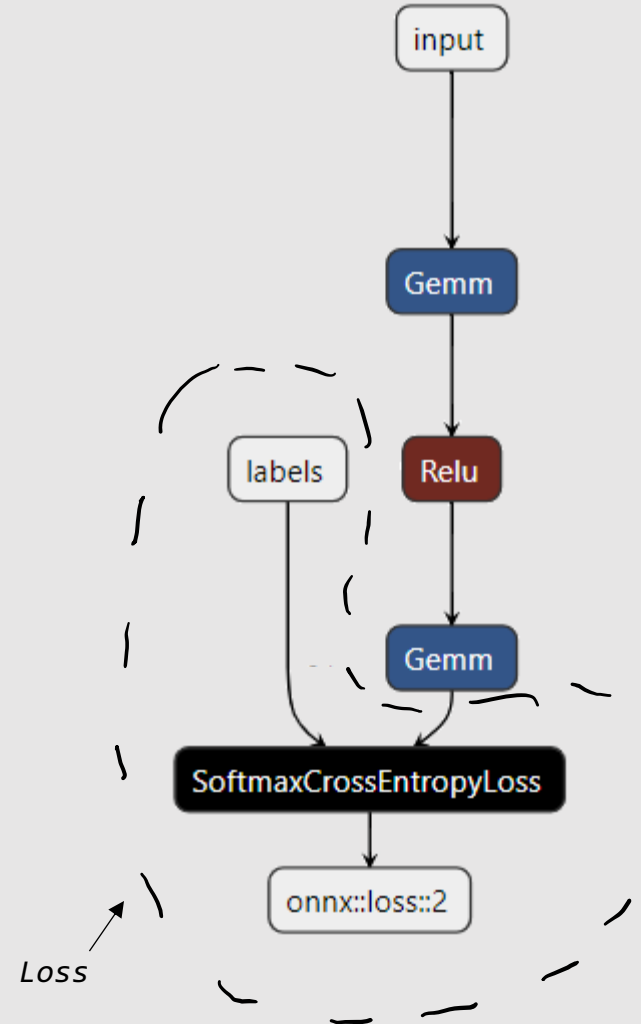 input
Gemm
labels
Relu
Gemm
SoftmaxCrossEntropyLoss
onnx::loss::2
Loss